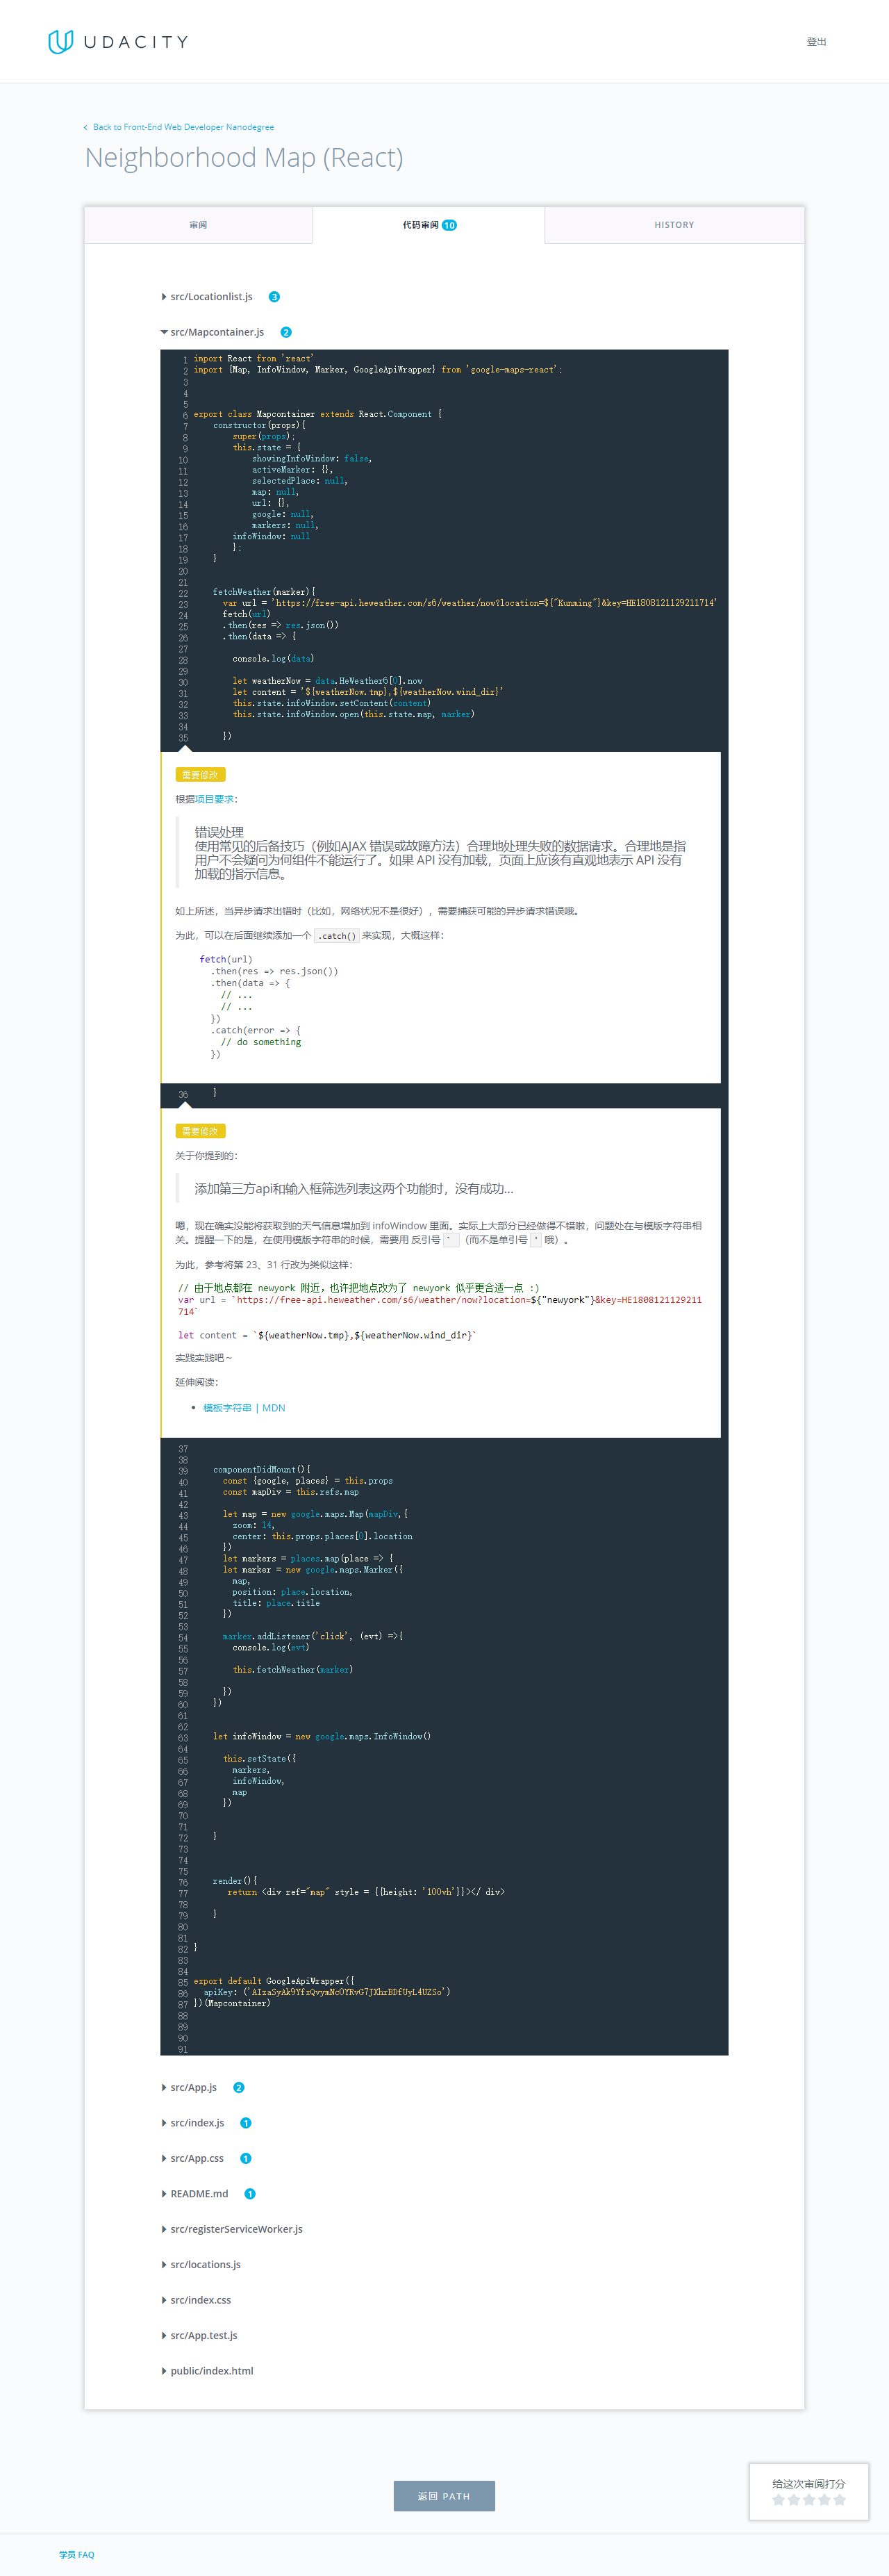 UDACITY
登出
Back to Front-End Web Developer Nanodegree
Neighborhood Map (React)
审阅
代码审阅 10
HISTORY
src/Locationlist.js 3
src/Mapcontainer.js 2
1 import React from 'react'
2 import {Map, InfoWindow, Marker, GoogleApiWrapper} from 'google-maps-react';
3
4
5
6 export class Mapcontainer extends React.Component {
7 constructor(props){
8 super(props);
9 this.state = {
10 showingInfoWindow: false,
11 activeMarker: {},
12 selectedPlace: null,
13 map: null,
14 url: {},
15 google: null,
16 markers: null,
17 infoWindow: null
18 };
19 }
20
21
22 fetchWeather(marker){
23 var url = 'https://free-api.heweather.com/s6/weather/now?location=${"Kunming"}&key=HE1808121129211714'
24 fetch(url)
25 .then(res => res.json())
26 .then(data => {
27
28 console.log(data)
29
30 let weatherNow = data.HeWeather6[0].now
31 let content = '${weatherNow.tmp},${weatherNow.wind_dir}'
32 this.state.infoWindow.setContent(content)
33 this.state.infoWindow.open(this.state.map, marker)
34
35 })
需要修改
根据项目要求：
错误处理
使用常见的后备技巧（例如AJAX 错误或故障方法）合理地处理失败的数据请求。合理地是指
用户不会疑问为何组件不能运行了。如果 API 没有加载，页面上应该有直观地表示 API 没有
加载的指示信息。
如上所述，当异步请求出错时（比如，网络状况不是很好），需要捕获可能的异步请求错误哦。
为此，可以在后面继续添加一个 .catch() 来实现，大概这样：
fetch(url)
.then(res => res.json())
.then(data => {
// ...
// ...
})
.catch(error => {
// do something
})
36 }
需要修改
关于你提到的：
添加第三方api和输入框筛选列表这两个功能时，没有成功...
嗯，现在确实没能将获取到的天气信息增加到 infoWindow 里面。实际上大部分已经做得不错啦，问题处在与模版字符串相
关。提醒一下的是，在使用模版字符串的时候，需要用 反引号 ` （而不是单引号 ' 哦）。
为此，参考将第 23、31 行改为类似这样：
// 由于地点都在 newyork 附近，也许把地点改为了 newyork 似乎更合适一点 :)
var url = `https://free-api.heweather.com/s6/weather/now?location=${"newyork"}&key=HE1808121129211
714`
let content = `${weatherNow.tmp},${weatherNow.wind_dir}`
实践实践吧～
延伸阅读：
• 模板字符串 | MDN
37
38
39 componentDidMount(){
40 const {google, places} = this.props
41 const mapDiv = this.refs.map
42
43 let map = new google.maps.Map(mapDiv,{
44 zoom: 14,
45 center: this.props.places[0].location
46 })
47 let markers = places.map(place => {
48 let marker = new google.maps.Marker({
49 map,
50 position: place.location,
51 title: place.title
52 })
53
54 marker.addListener('click', (evt) =>{
55 console.log(evt)
56
57 this.fetchWeather(marker)
58
59 })
60 })
61
62
63 let infoWindow = new google.maps.InfoWindow()
64
65 this.setState({
66 markers,
67 infoWindow,
68 map
69 })
70
71
72 }
73
74
75
76 render(){
77 return <div ref="map" style = {{height: '100vh'}}></ div>
78
79 }
80
81
82 }
83
84
85 export default GoogleApiWrapper({
86 apiKey: ('AIzaSyAk9YfxQvymNcOYRvG7JXhrBDfUyL4UZSo')
87 })(Mapcontainer)
88
89
90
91
src/App.js 2
src/index.js 1
src/App.css 1
README.md 1
src/registerServiceWorker.js
src/locations.js
src/index.css
src/App.test.js
public/index.html
给这次审阅打分
返回 PATH
学员 FAQ